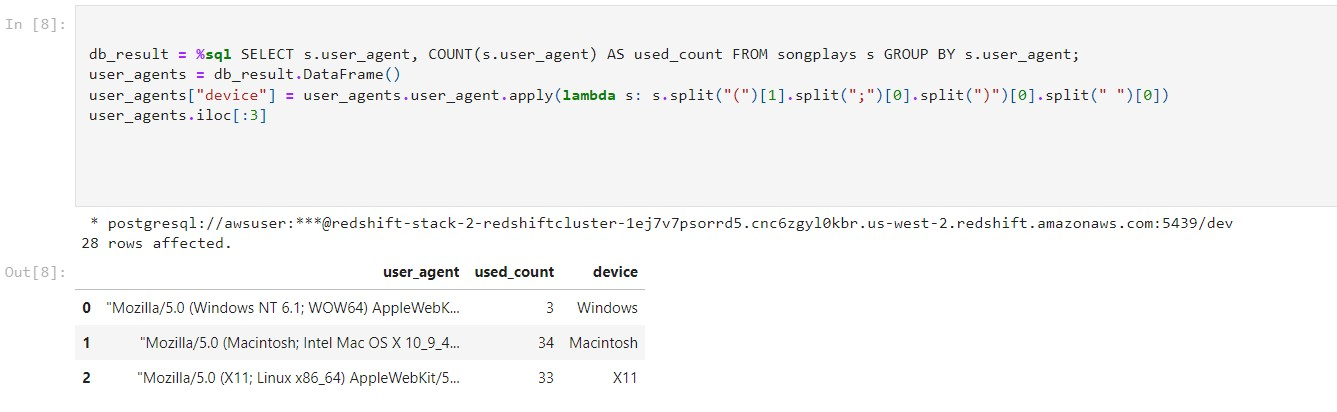 In [8]:
db_result = %sql SELECT s.user_agent, COUNT(s.user_agent) AS used_count FROM songplays s GROUP BY s.user_agent;
user_agents = db_result.DataFrame()
user_agents["device"] = user_agents.user_agent.apply(lambda s: s.split("(")[1].split(";")[0].split(")")[0].split(" ")[0])
user_agents.iloc[:3]
* postgresql://awsuser:***@redshift-stack-2-redshiftcluster-1ej7v7psorrd5.cnc6zgyl0kbr.us-west-2.redshift.amazonaws.com:5439/dev
28 rows affected.
Out[8]:
user_agent used_count device
0 "Mozilla/5.0 (Windows NT 6.1; WOW64) AppleWebK... 3 Windows
1 "Mozilla/5.0 (Macintosh; Intel Mac OS X 10_9_4... 34 Macintosh
2 "Mozilla/5.0 (X11; Linux x86_64) AppleWebKit/5... 33 X11